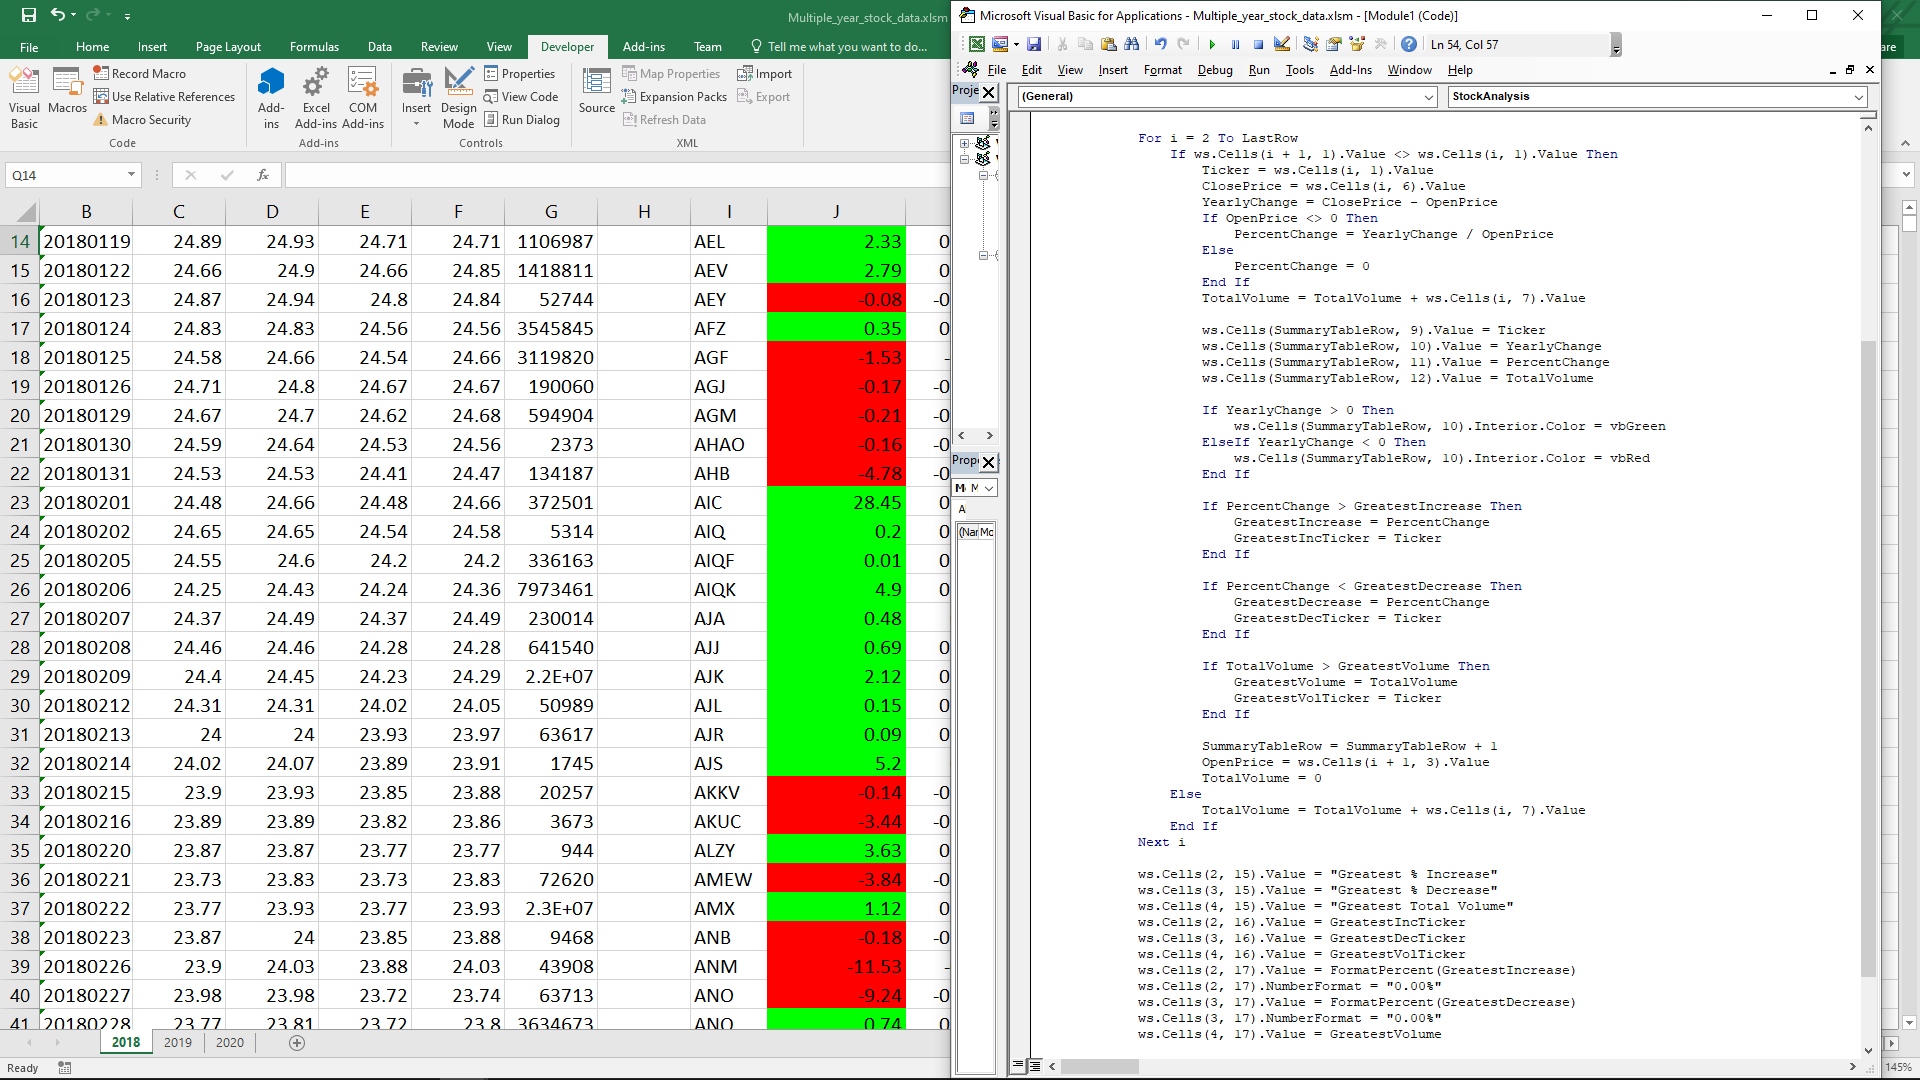 Multiple_year_stock_data.xlsm
File Home Insert Page Layout Formulas Data Review View Developer Add-ins Team Tell me what you want to do...
Visual Basic
Macros
Record Macro
Use Relative References
Macro Security
Code
Add-ins
Excel Add-ins
COM Add-ins
Add-ins
Insert
Design Mode
Properties
View Code
Run Dialog
Controls
Source
Map Properties
Expansion Packs
Refresh Data
Import
Export
XML
Q14
fx
B C D E F G H I J
14 20180119 24.89 24.93 24.71 24.71 1106987 AEL 2.33 0
15 20180122 24.66 24.9 24.66 24.85 1418811 AEV 2.79 0
16 20180123 24.87 24.94 24.8 24.84 52744 AEY -0.08 -0
17 20180124 24.83 24.83 24.56 24.56 3545845 AFZ 0.35 0
18 20180125 24.58 24.66 24.54 24.66 3119820 AGF -1.53 -
19 20180126 24.71 24.8 24.67 24.67 190060 AGJ -0.17 -0
20 20180129 24.67 24.7 24.62 24.68 594904 AGM -0.21 -0
21 20180130 24.59 24.64 24.53 24.56 2373 AHAO -0.16 -0
22 20180131 24.53 24.53 24.41 24.47 134187 AHB -4.78 -0
23 20180201 24.48 24.66 24.48 24.66 372501 AIC 28.45 0
24 20180202 24.65 24.65 24.54 24.58 5314 AIQ 0.2 0
25 20180205 24.55 24.6 24.2 24.2 336163 AIQF 0.01 0
26 20180206 24.25 24.43 24.24 24.36 7973461 AIQK 4.9 0
27 20180207 24.37 24.49 24.37 24.49 230014 AJA 0.48
28 20180208 24.46 24.46 24.28 24.28 641540 AJJ 0.69 0
29 20180209 24.4 24.45 24.23 24.29 2.2E+07 AJK 2.12 0
30 20180212 24.31 24.31 24.02 24.05 50989 AJL 0.15 0
31 20180213 24 24 23.93 23.97 63617 AJR 0.09 0
32 20180214 24.02 24.07 23.89 23.91 1745 AJS 5.2
33 20180215 23.9 23.93 23.85 23.88 20257 AKKV -0.14 -0
34 20180216 23.89 23.89 23.82 23.86 3673 AKUC -3.44 -0
35 20180220 23.87 23.87 23.77 23.77 944 ALZY 3.63 0
36 20180221 23.73 23.83 23.73 23.83 72620 AMEW -3.84 -0
37 20180222 23.77 23.93 23.77 23.93 2.3E+07 AMX 1.12 0
38 20180223 23.87 24 23.85 23.88 9468 ANB -0.18 -0
39 20180226 23.9 24.03 23.88 24.03 43908 ANM -11.53 -
40 20180227 23.98 23.98 23.72 23.74 63713 ANO -9.24 -0
41 20180228 23.77 23.81 23.72 23.8 3634673 ANQ 0.74 0
2018 2019 2020
Ready
145%
are
Microsoft Visual Basic for Applications - Multiple_year_stock_data.xlsm - [Module1 (Code)]
Ln 54, Col 57
File Edit View Insert Format Debug Run Tools Add-Ins Window Help
Proje
Prope
M M
A
(Nar Mo
(General) StockAnalysis
For i = 2 To LastRow
If ws.Cells(i + 1, 1).Value <> ws.Cells(i, 1).Value Then
Ticker = ws.Cells(i, 1).Value
ClosePrice = ws.Cells(i, 6).Value
YearlyChange = ClosePrice - OpenPrice
If OpenPrice <> 0 Then
PercentChange = YearlyChange / OpenPrice
Else
PercentChange = 0
End If
TotalVolume = TotalVolume + ws.Cells(i, 7).Value
ws.Cells(SummaryTableRow, 9).Value = Ticker
ws.Cells(SummaryTableRow, 10).Value = YearlyChange
ws.Cells(SummaryTableRow, 11).Value = PercentChange
ws.Cells(SummaryTableRow, 12).Value = TotalVolume
If YearlyChange > 0 Then
ws.Cells(SummaryTableRow, 10).Interior.Color = vbGreen
ElseIf YearlyChange < 0 Then
ws.Cells(SummaryTableRow, 10).Interior.Color = vbRed
End If
If PercentChange > GreatestIncrease Then
GreatestIncrease = PercentChange
GreatestIncTicker = Ticker
End If
If PercentChange < GreatestDecrease Then
GreatestDecrease = PercentChange
GreatestDecTicker = Ticker
End If
If TotalVolume > GreatestVolume Then
GreatestVolume = TotalVolume
GreatestVolTicker = Ticker
End If
SummaryTableRow = SummaryTableRow + 1
OpenPrice = ws.Cells(i + 1, 3).Value
TotalVolume = 0
Else
TotalVolume = TotalVolume + ws.Cells(i, 7).Value
End If
Next i
ws.Cells(2, 15).Value = "Greatest % Increase"
ws.Cells(3, 15).Value = "Greatest % Decrease"
ws.Cells(4, 15).Value = "Greatest Total Volume"
ws.Cells(2, 16).Value = GreatestIncTicker
ws.Cells(3, 16).Value = GreatestDecTicker
ws.Cells(4, 16).Value = GreatestVolTicker
ws.Cells(2, 17).Value = FormatPercent(GreatestIncrease)
ws.Cells(2, 17).NumberFormat = "0.00%"
ws.Cells(3, 17).Value = FormatPercent(GreatestDecrease)
ws.Cells(3, 17).NumberFormat = "0.00%"
ws.Cells(4, 17).Value = GreatestVolume